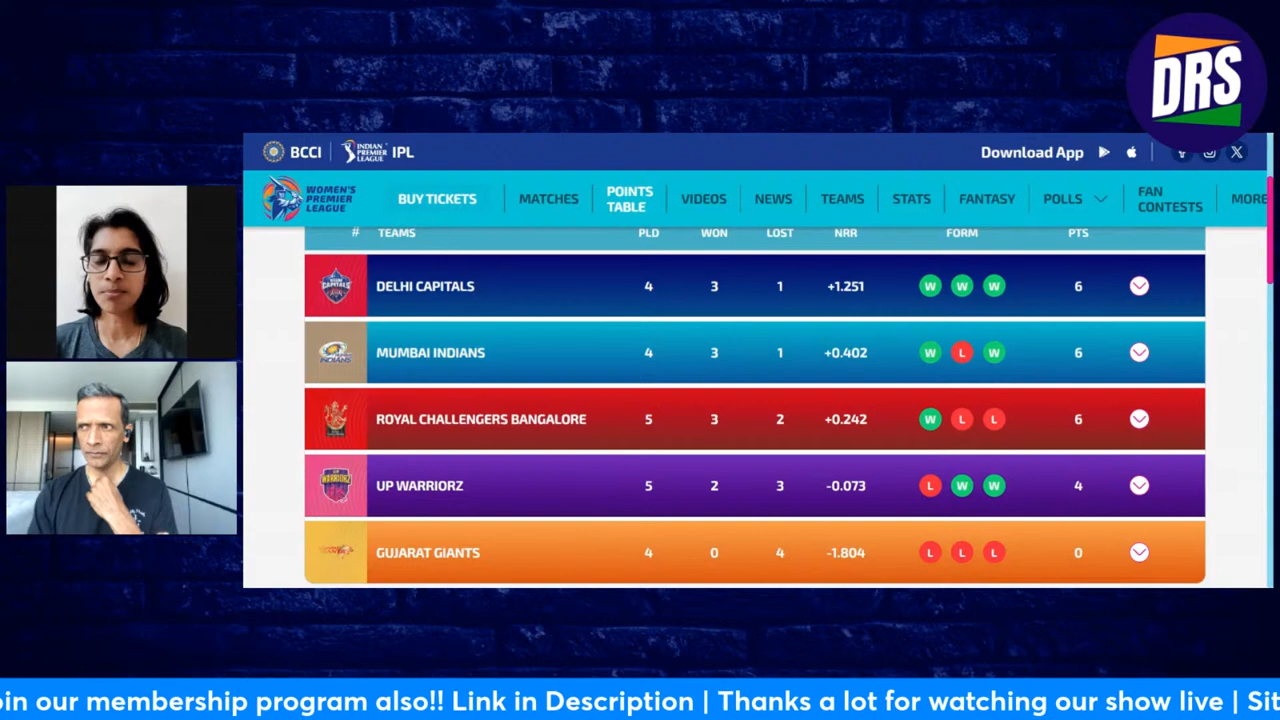 DRS
BCCI | INDIAN PREMIER LEAGUE IPL
Download App
WOMEN'S PREMIER LEAGUE
BUY TICKETS
MATCHES
POINTS TABLE
VIDEOS
NEWS
TEAMS
STATS
FANTASY
POLLS
FAN CONTESTS
MORE
# TEAMS PLD WON LOST NRR FORM PTS
DELHI CAPITALS 4 3 1 +1.251 W W W 6
MUMBAI INDIANS 4 3 1 +0.402 W L W 6
ROYAL CHALLENGERS BANGALORE 5 3 2 +0.242 W L L 6
UP WARRIORZ 5 2 3 -0.073 L W W 4
GUJARAT GIANTS 4 0 4 -1.804 L L L 0
oin our membership program also!! Link in Description | Thanks a lot for watching our show live | Sit